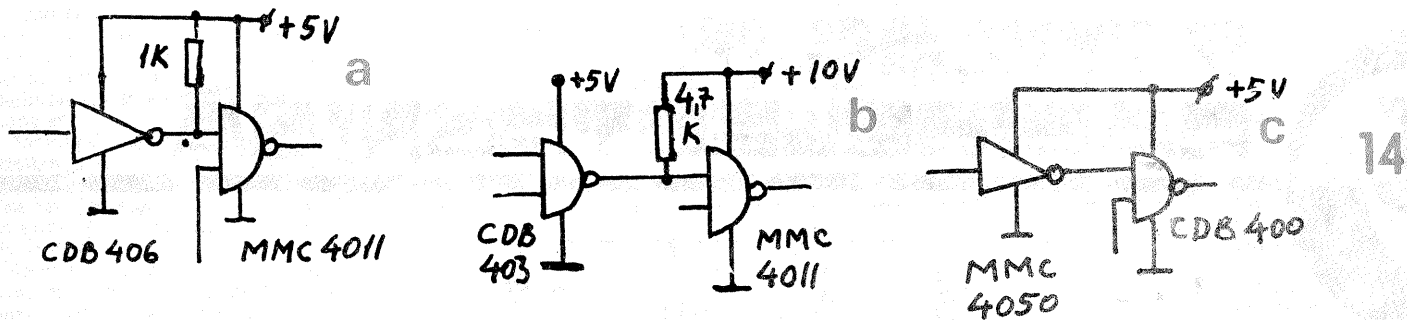 +5V
1K
a
CDB 406
MMC 4011
+5V
+10V
4,7
K
b
CDB
403
MMC
4011
+5V
c
CDB 400
MMC
4050
14